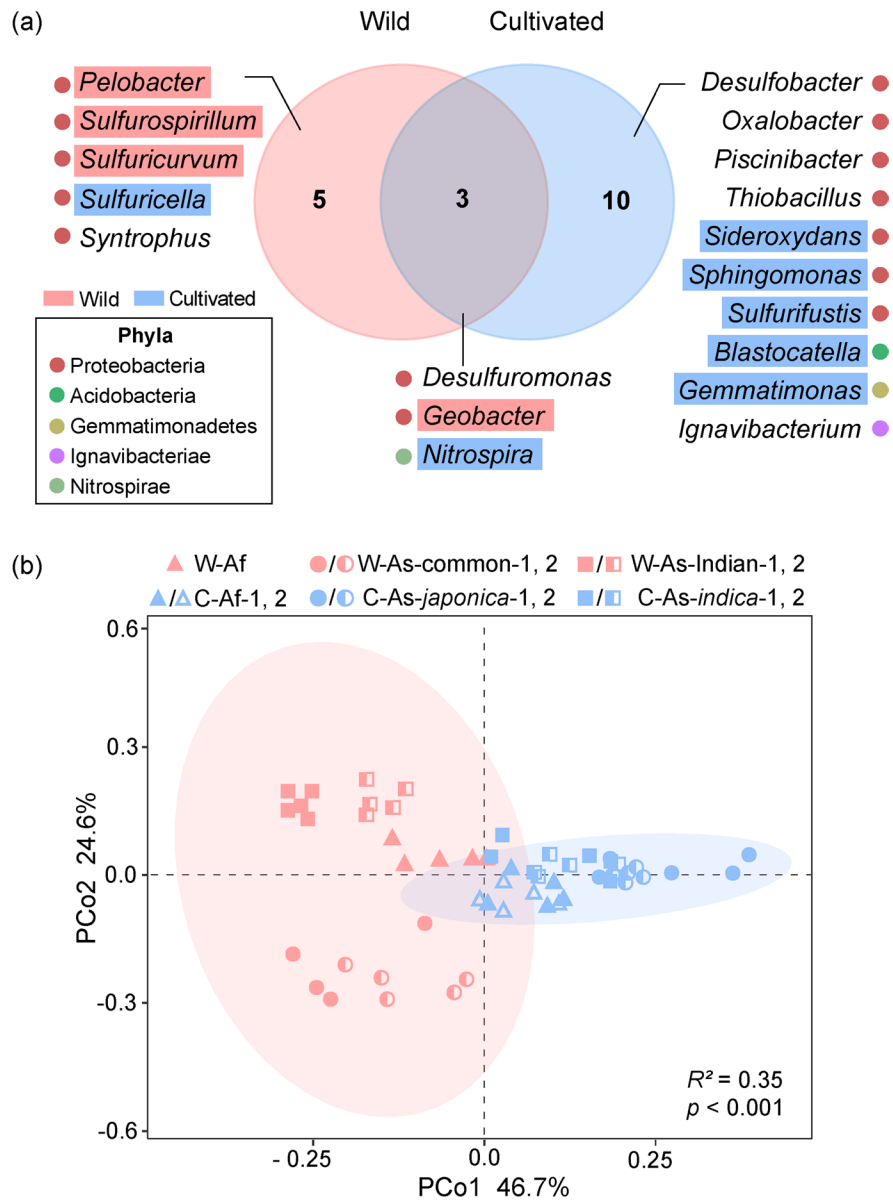 (a)
Wild Cultivated
Pelobacter
Sulfurospirillum
Sulfuricurvum
Sulfuricella
Syntrophus
5
3
10
Desulfobacter
Oxalobacter
Piscinibacter
Thiobacillus
Sideroxydans
Sphingomonas
Sulfurifustis
Blastocatella
Gemmatimonas
Ignavibacterium
Wild Cultivated
Phyla
Proteobacteria
Acidobacteria
Gemmatimonadetes
Ignavibacteriae
Nitrospirae
Desulfuromonas
Geobacter
Nitrospira
(b)
W-Af / W-As-common-1, 2 / W-As-Indian-1, 2
/ C-Af-1, 2 / C-As-japonica-1, 2 / C-As-indica-1, 2
0.6
0.3
0.0
-0.3
-0.6
PCo2 24.6%
R² = 0.35
p < 0.001
- 0.25 0.0 0.25
PCo1 46.7%